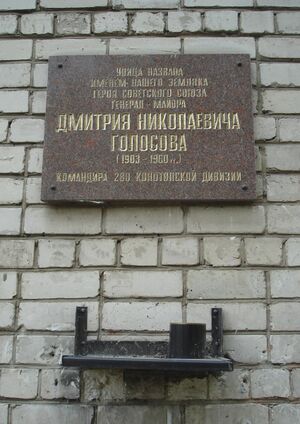 УЛИЦА НАЗВАНА
ИМЕНЕМ НАШЕГО ЗЕМЛЯКА
ГЕРОЯ СОВЕТСКОГО СОЮЗА
ГЕНЕРАЛ-МАЙОРА
ДМИТРИЯ НИКОЛАЕВИЧА
ГОЛОСОВА
(1903-1960 гг.)
КОМАНДИРА 280 КОНОТОПСКОЙ ДИВИЗИИ